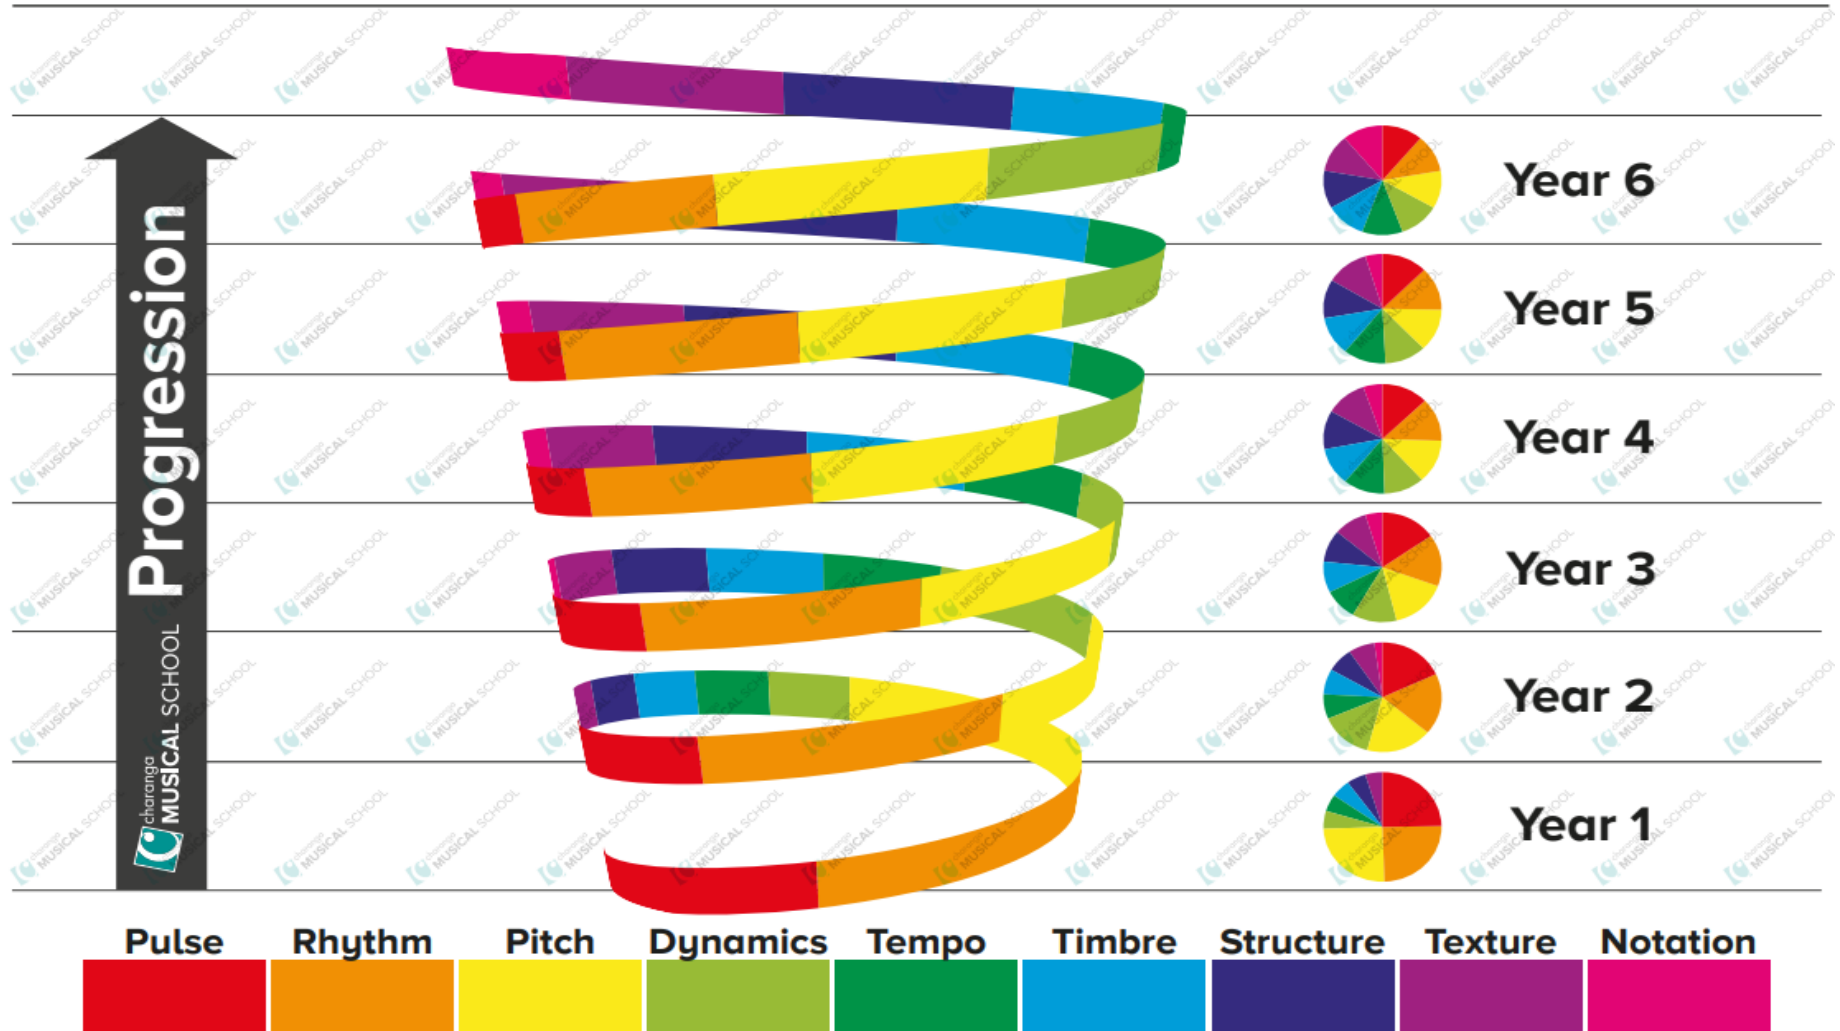 Progression
charanga
MUSICAL SCHOOL
Year 6
Year 5
Year 4
Year 3
Year 2
Year 1
Pulse Rhythm Pitch Dynamics Tempo Timbre Structure Texture Notation